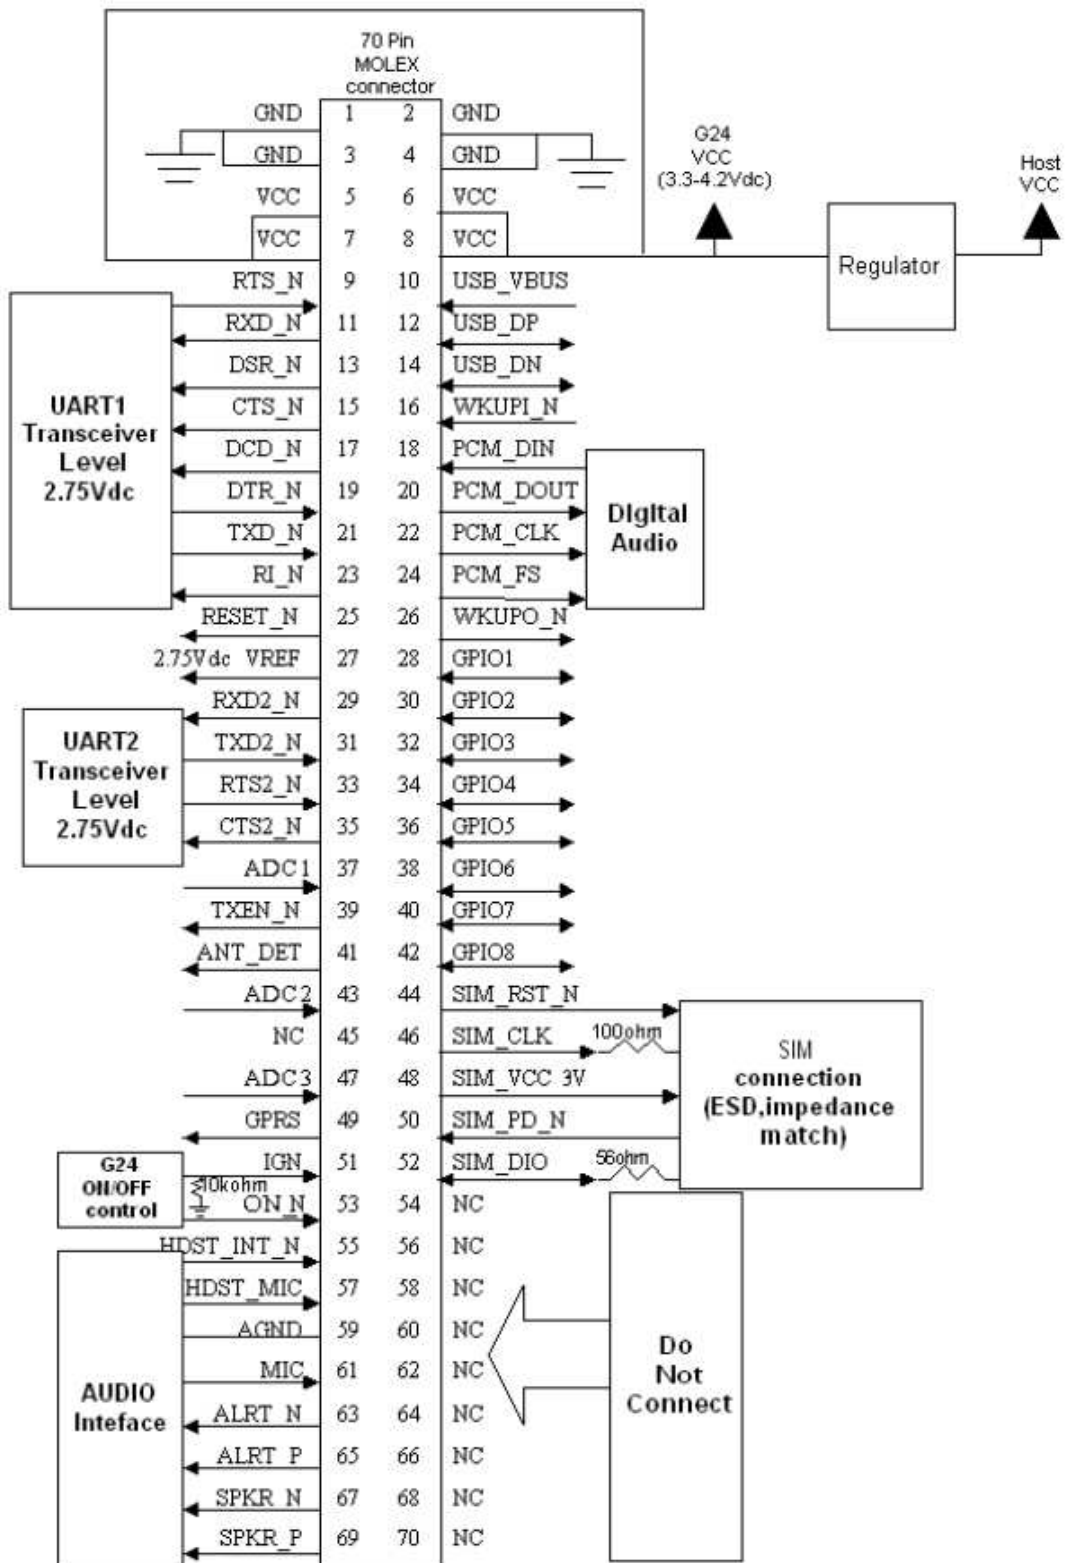 70 Pin
MOLEX
connector
GND 1 2 GND
GND 3 4 GND
VCC 5 6 VCC
VCC 7 8 VCC
G24
VCC
(3.3-4.2Vdc)
Host
VCC
Regulator
RTS_N 9 10 USB_VBUS
RXD_N 11 12 USB_DP
DSR_N 13 14 USB_DN
CTS_N 15 16 WKUPI_N
DCD_N 17 18 PCM_DIN
DTR_N 19 20 PCM_DOUT
TXD_N 21 22 PCM_CLK
RI_N 23 24 PCM_FS
UART1
Transceiver
Level
2.75Vdc
Digital
Audio
RESET_N 25 26 WKUPO_N
2.75Vdc VREF 27 28 GPIO1
RXD2_N 29 30 GPIO2
TXD2_N 31 32 GPIO3
RTS2_N 33 34 GPIO4
CTS2_N 35 36 GPIO5
UART2
Transceiver
Level
2.75Vdc
ADC1 37 38 GPIO6
TXEN_N 39 40 GPIO7
ANT_DET 41 42 GPIO8
ADC2 43 44 SIM_RST_N
NC 45 46 SIM_CLK 100ohm
ADC3 47 48 SIM_VCC 3V
GPRS 49 50 SIM_PD_N
IGN 51 52 SIM_DIO 56ohm
SIM
connection
(ESD,impedance
match)
G24
ON/OFF
control
10kohm
ON_N 53 54 NC
HDST_INT_N 55 56 NC
HDST_MIC 57 58 NC
AGND 59 60 NC
MIC 61 62 NC
ALRT_N 63 64 NC
ALRT_P 65 66 NC
SPKR_N 67 68 NC
SPKR_P 69 70 NC
AUDIO
Inteface
Do
Not
Connect